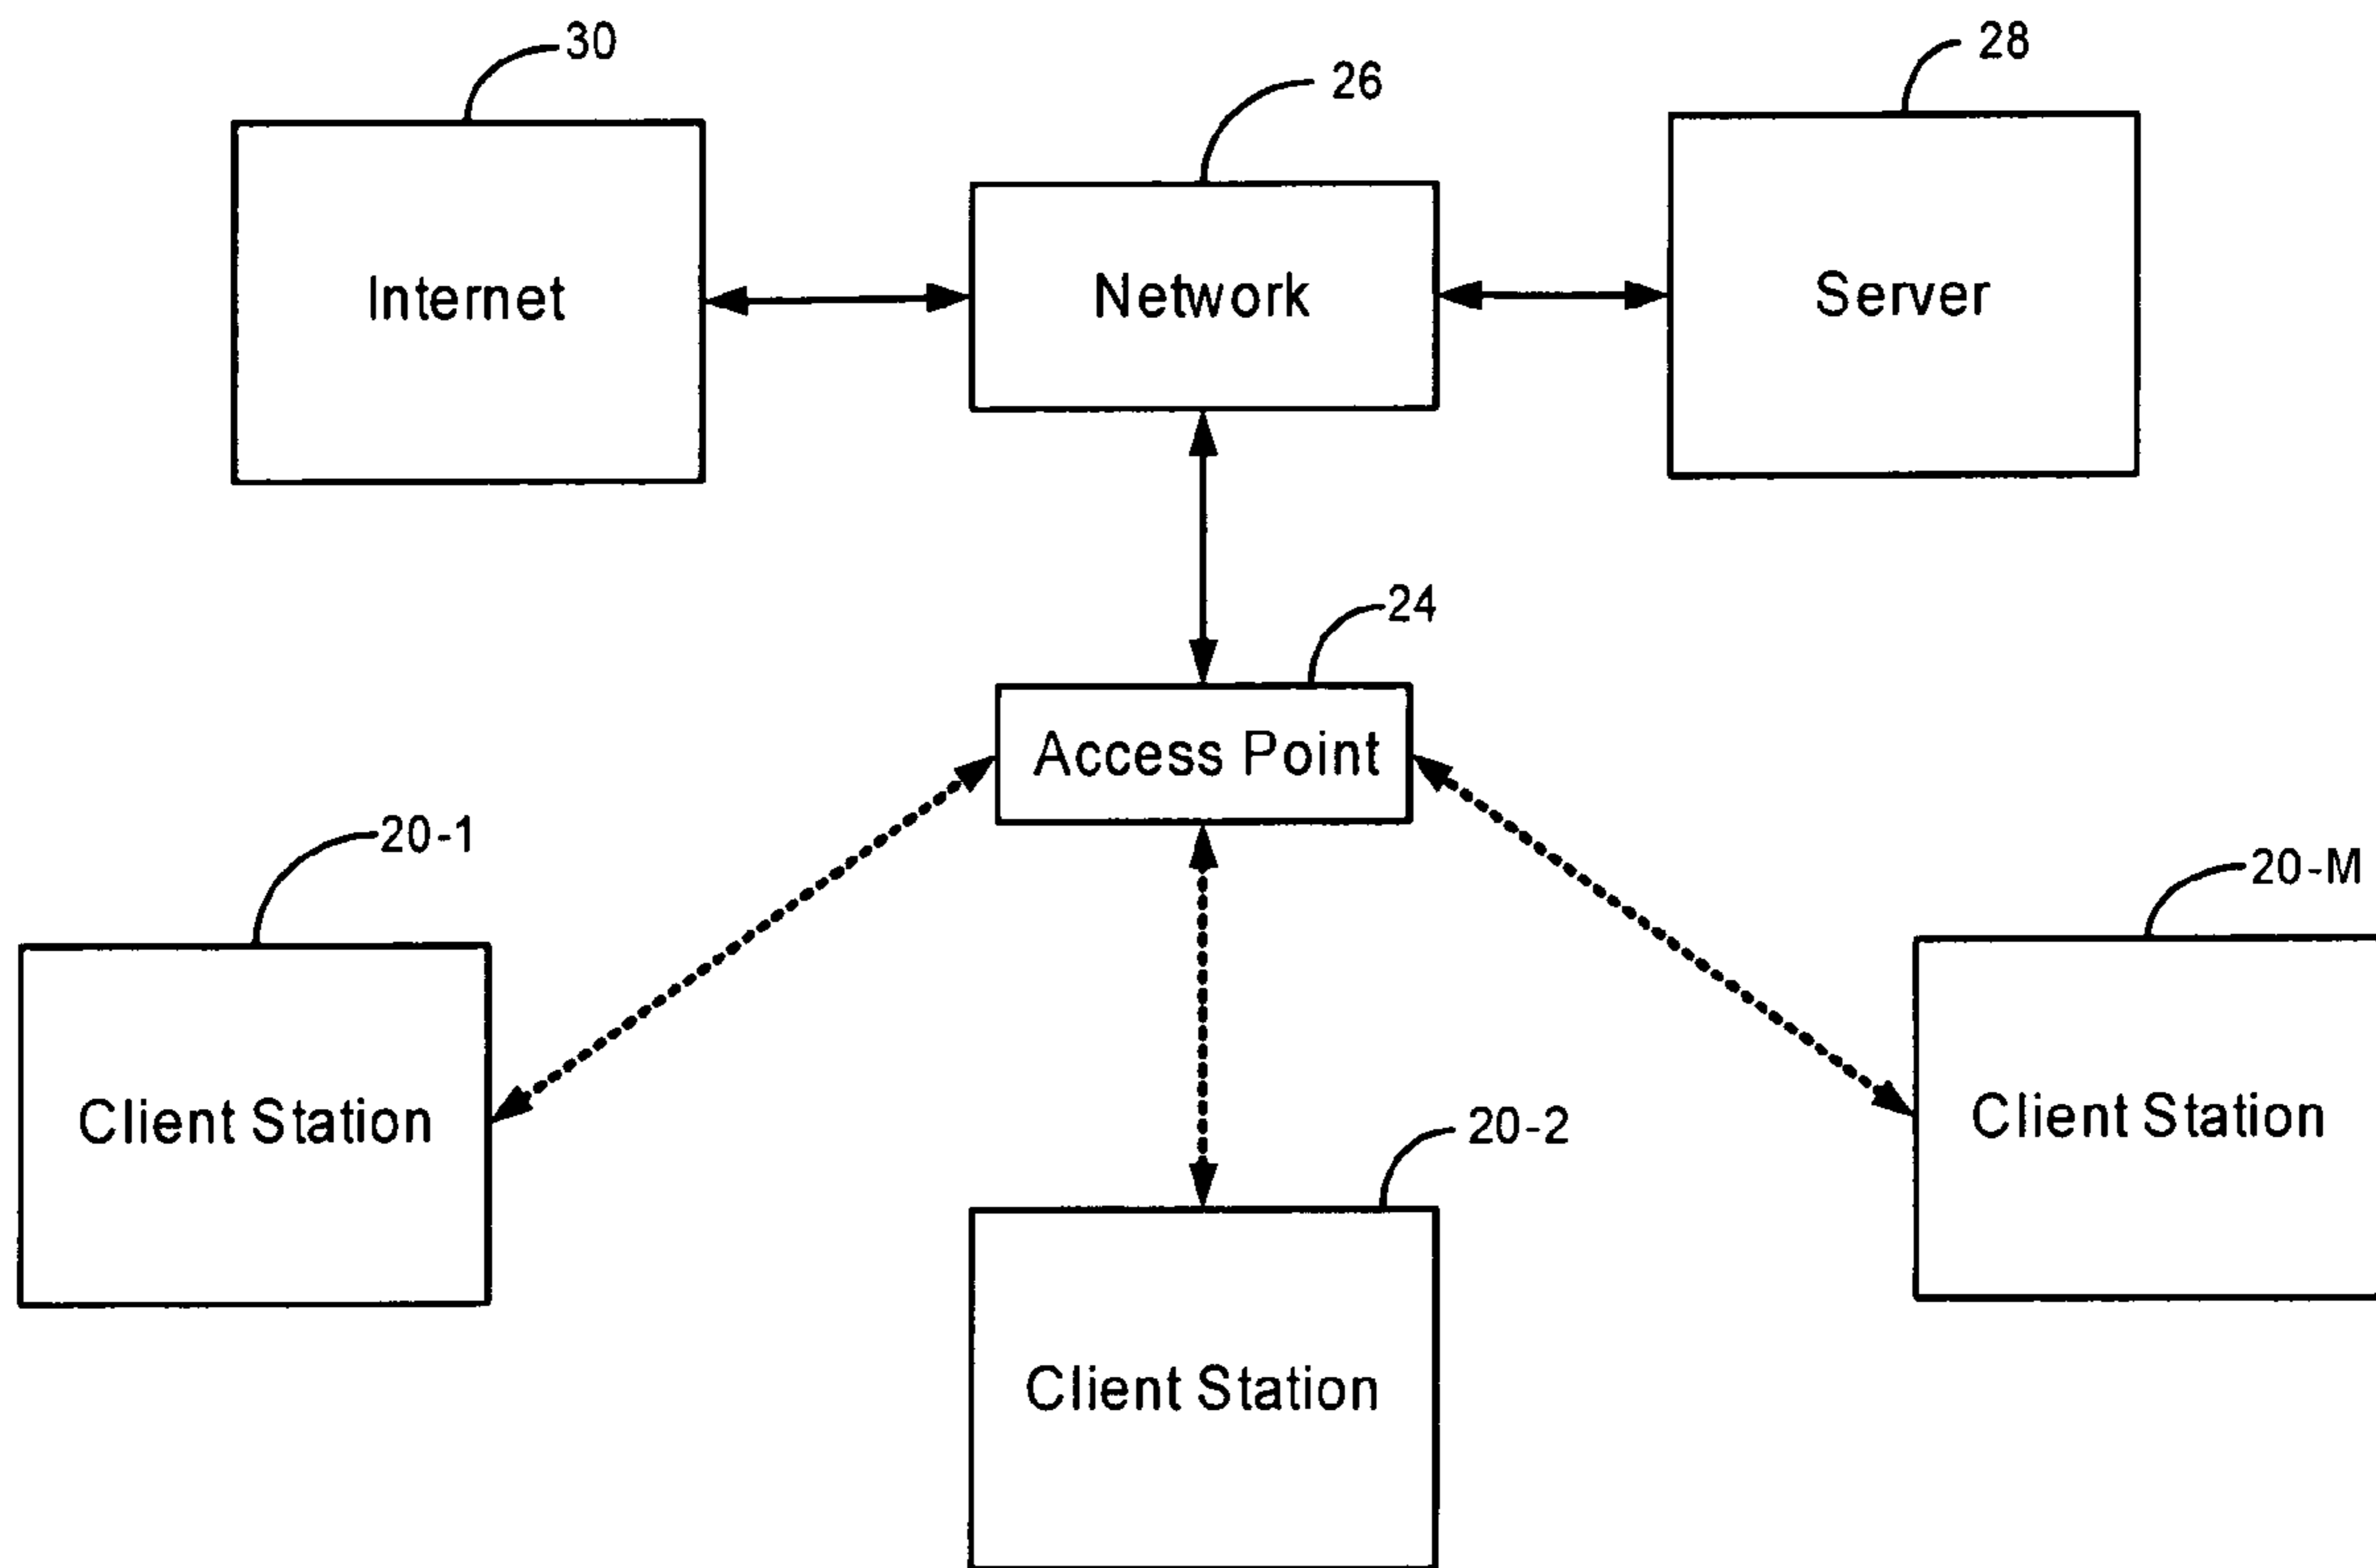 30
26
28
Internet
Network
Server
24
Access Point
20-1
20-M
Client Station
20-2
Client Station
Client Station